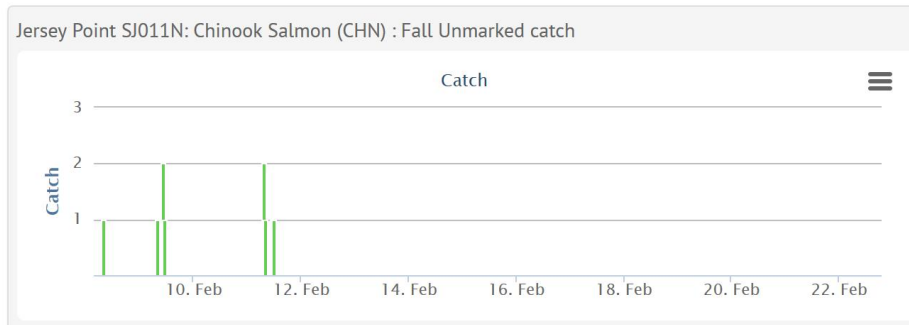 Jersey Point SJ011N: Chinook Salmon (CHN) : Fall Unmarked catch
Catch
3
2
1
Catch
10. Feb 12. Feb 14. Feb 16. Feb 18. Feb 20. Feb 22. Feb